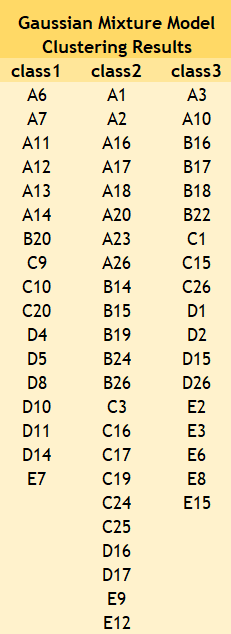 Gaussian Mixture Model
Clustering Results
class1 class2 class3
A6 A1 A3
A7 A2 A10
A11 A16 B16
A12 A17 B17
A13 A18 B18
A14 A20 B22
B20 A23 C1
C9 A26 C15
C10 B14 C26
C20 B15 D1
D4 B19 D2
D5 B24 D15
D8 B26 D26
D10 C3 E2
D11 C16 E3
D14 C17 E6
E7 C19 E8
C24 E15
C25
D16
D17
E9
E12